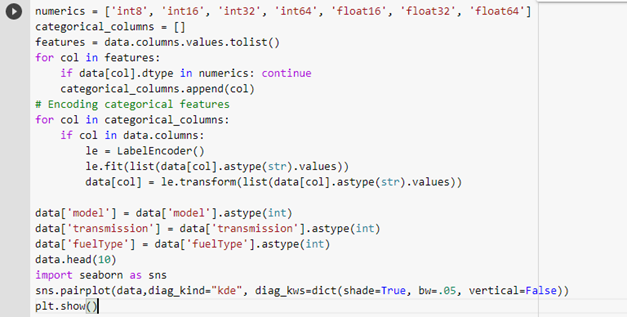 numerics = ['int8', 'int16', 'int32', 'int64', 'float16', 'float32', 'float64']
categorical_columns = []
features = data.columns.values.tolist()
for col in features:
    if data[col].dtype in numerics: continue
    categorical_columns.append(col)
# Encoding categorical features
for col in categorical_columns:
    if col in data.columns:
        le = LabelEncoder()
        le.fit(list(data[col].astype(str).values))
        data[col] = le.transform(list(data[col].astype(str).values))

data['model'] = data['model'].astype(int)
data['transmission'] = data['transmission'].astype(int)
data['fuelType'] = data['fuelType'].astype(int)
data.head(10)
import seaborn as sns
sns.pairplot(data,diag_kind="kde", diag_kws=dict(shade=True, bw=.05, vertical=False))
plt.show()